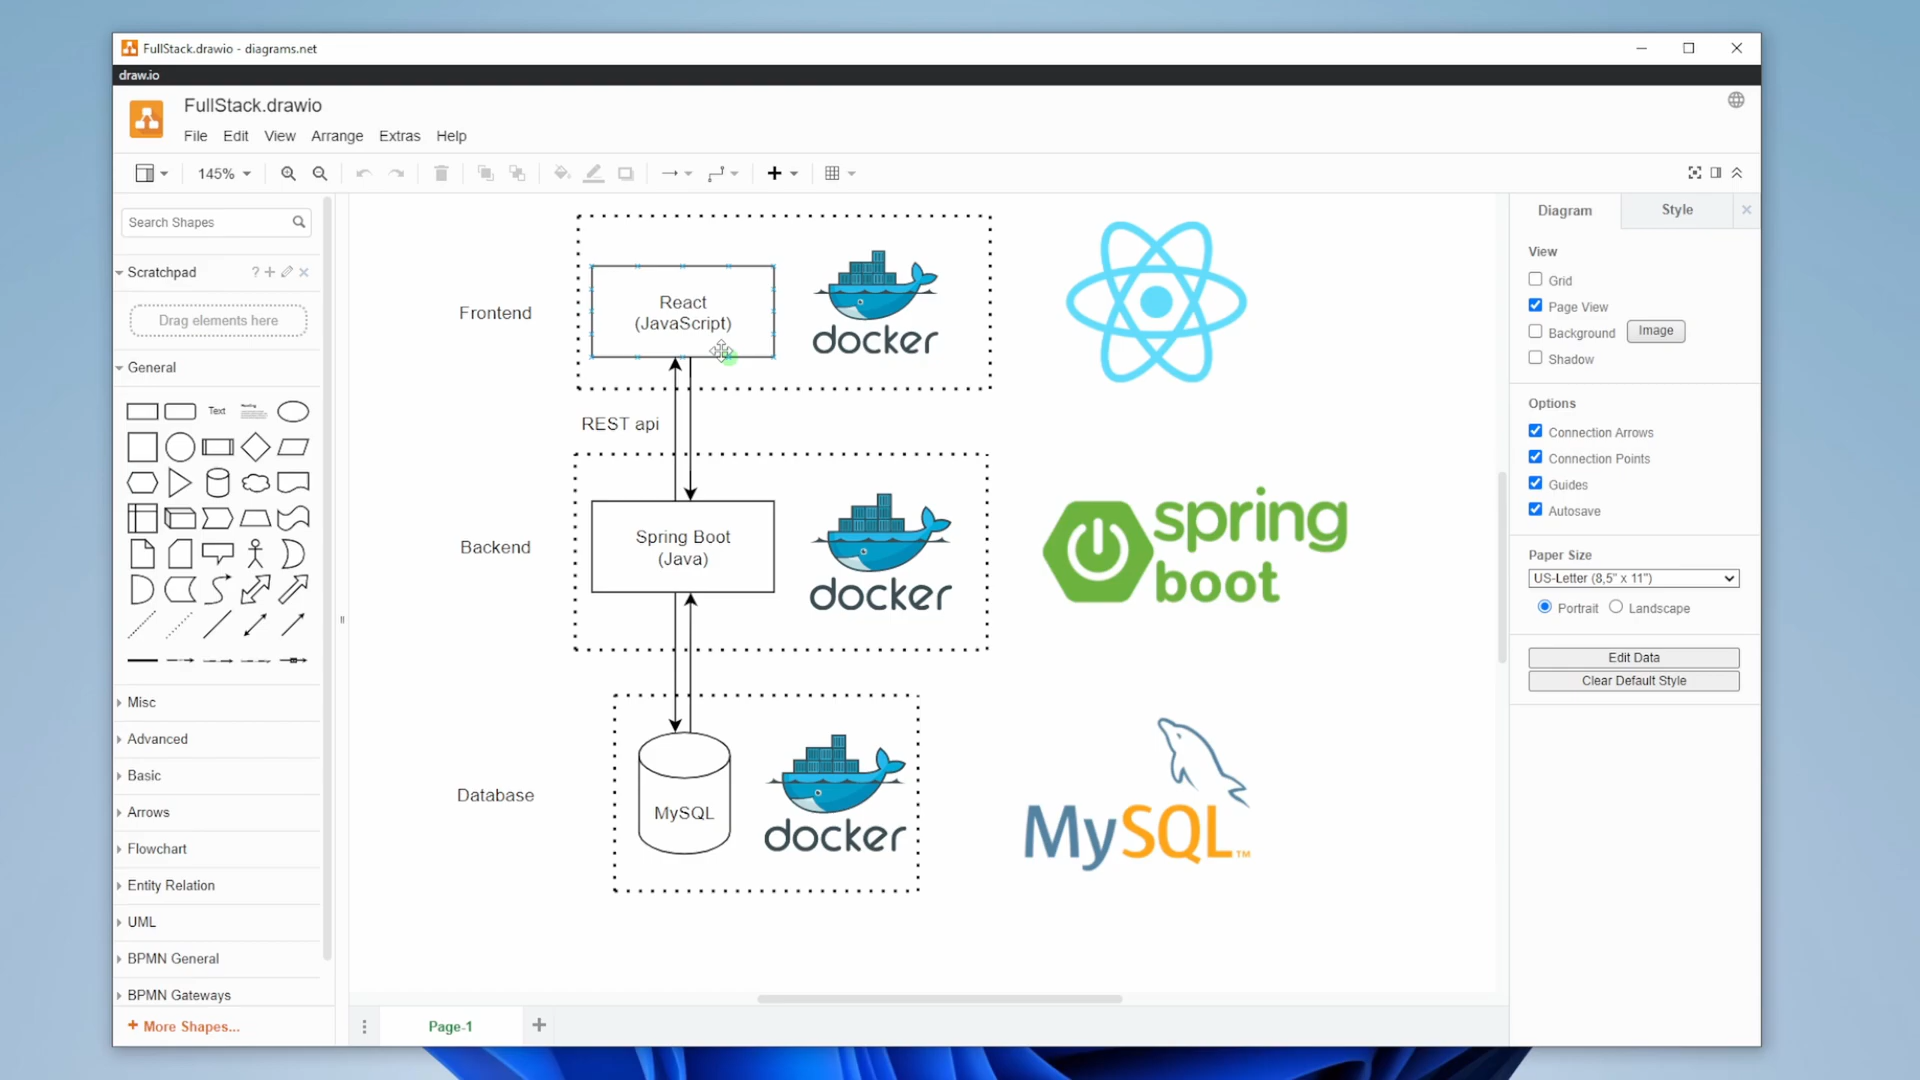 FullStack.drawio - diagrams.net
draw.io
FullStack.drawio
File Edit View Arrange Extras Help
145%
Search Shapes
Scratchpad ?
Drag elements here
General
Text
Misc
Advanced
Basic
Arrows
Flowchart
Entity Relation
UML
BPMN General
BPMN Gateways
+ More Shapes...
Frontend
React
(JavaScript)
docker
REST api
Backend
Spring Boot
(Java)
docker
spring
boot
Database
MySQL
docker
MySQL™
Page-1
Diagram Style
View
Grid
Page View
Background Image
Shadow
Options
Connection Arrows
Connection Points
Guides
Autosave
Paper Size
US-Letter (8,5" x 11")
Portrait Landscape
Edit Data
Clear Default Style